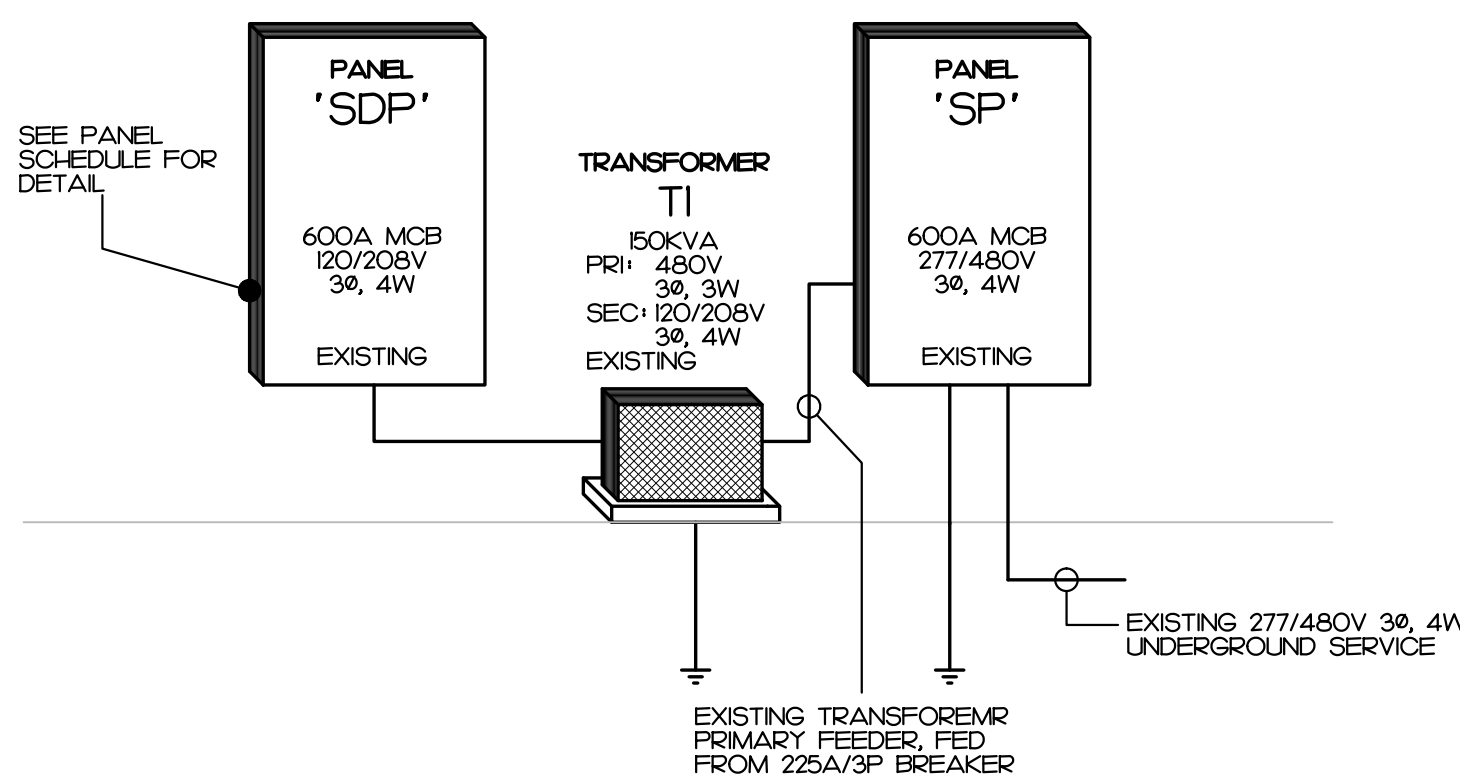 PANEL
'SDP'
600A MCB
120/208V
3Ø, 4W
EXISTING
SEE PANEL
SCHEDULE FOR
DETAIL
TRANSFORMER
T1
150KVA
PRI: 480V
3Ø, 3W
SEC: 120/208V
3Ø, 4W
EXISTING
PANEL
'SP'
600A MCB
277/480V
3Ø, 4W
EXISTING
EXISTING 277/480V 3Ø, 4W
UNDERGROUND SERVICE
EXISTING TRANSFOREMR
PRIMARY FEEDER, FED
FROM 225A/3P BREAKER